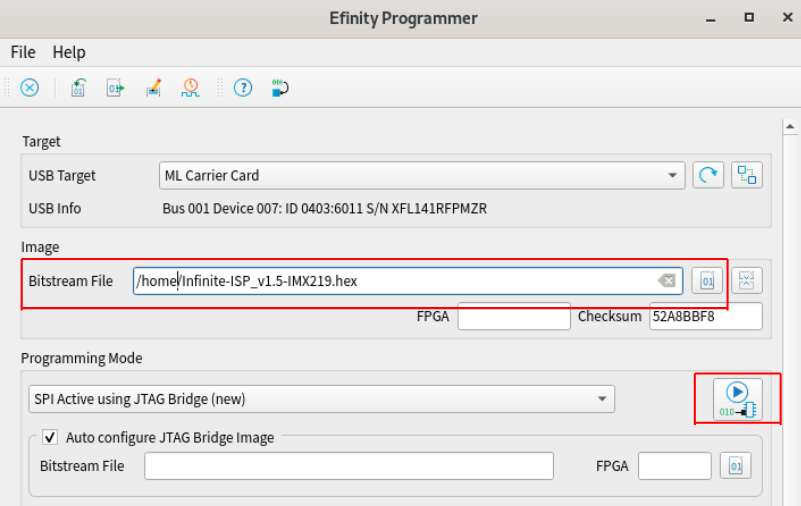 Efinity Programmer
File Help
Target
USB Target ML Carrier Card
USB Info Bus 001 Device 007: ID 0403:6011 S/N XFL141RFPMZR
Image
Bitstream File /home/Infinite-ISP_v1.5-IMX219.hex
FPGA Checksum 52A8BBF8
Programming Mode
SPI Active using JTAG Bridge (new)
010
Auto configure JTAG Bridge Image
Bitstream File FPGA